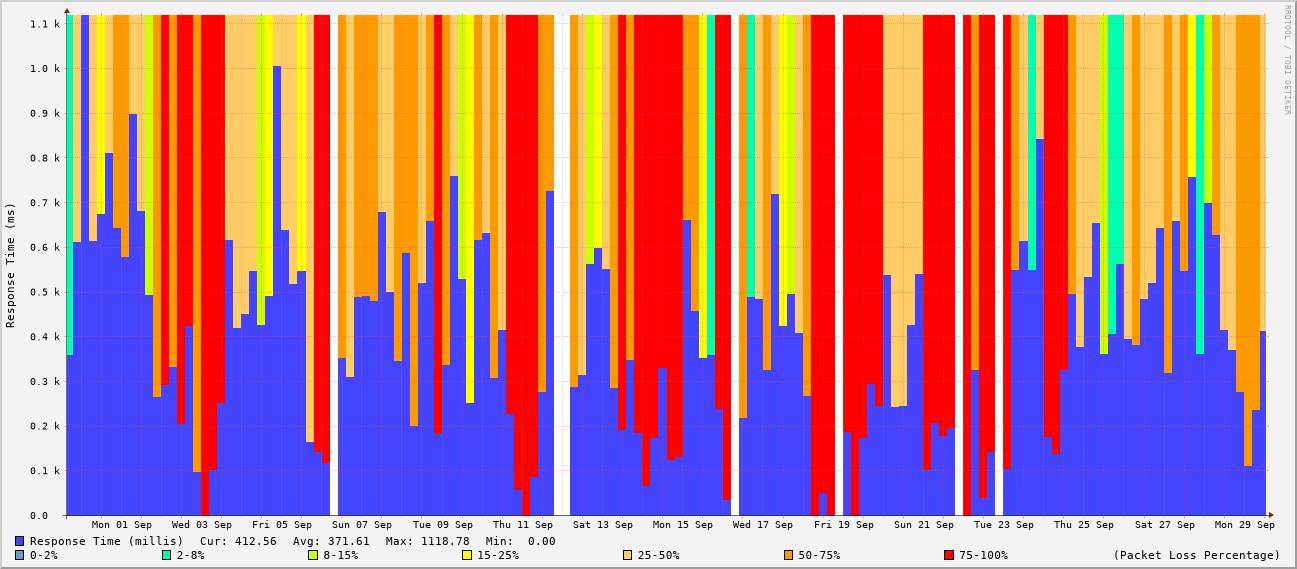 1.1 k
1.0 k
0.9 k
0.8 k
0.7 k
0.6 k
0.5 k
0.4 k
0.3 k
0.2 k
0.1 k
0.0
Response Time (ms)
RRDTOOL / TOBI OETIKER
Mon 01 Sep Wed 03 Sep Fri 05 Sep Sun 07 Sep Tue 09 Sep Thu 11 Sep Sat 13 Sep Mon 15 Sep Wed 17 Sep Fri 19 Sep Sun 21 Sep Tue 23 Sep Thu 25 Sep Sat 27 Sep Mon 29 Sep
Response Time (millis) Cur: 412.56 Avg: 371.61 Max: 1118.78 Min: 0.00
0-2% 2-8% 8-15% 15-25% 25-50% 50-75% 75-100% (Packet Loss Percentage)